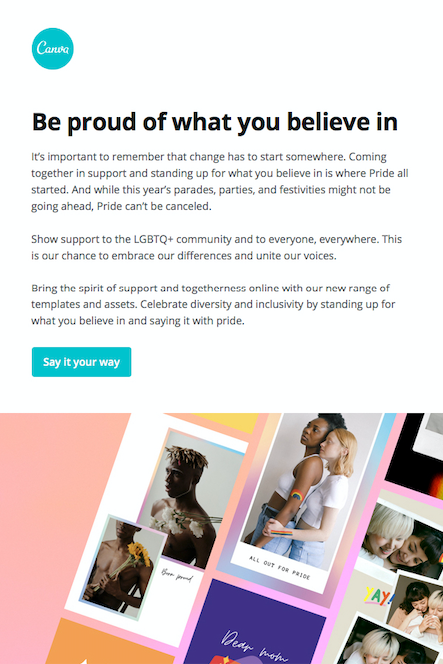 Canva
Be proud of what you believe in
It's important to remember that change has to start somewhere. Coming
together in support and standing up for what you believe in is where Pride all
started. And while this year's parades, parties, and festivities might not be
going ahead, Pride can't be canceled.
Show support to the LGBTQ+ community and to everyone, everywhere. This
is our chance to embrace our differences and unite our voices.
Bring the spirit of support and togetherness online with our new range of
templates and assets. Celebrate diversity and inclusivity by standing up for
what you believe in and saying it with pride.
Say it your way
ALL OUT FOR PRIDE
Born proud
YAY!
Dear mom